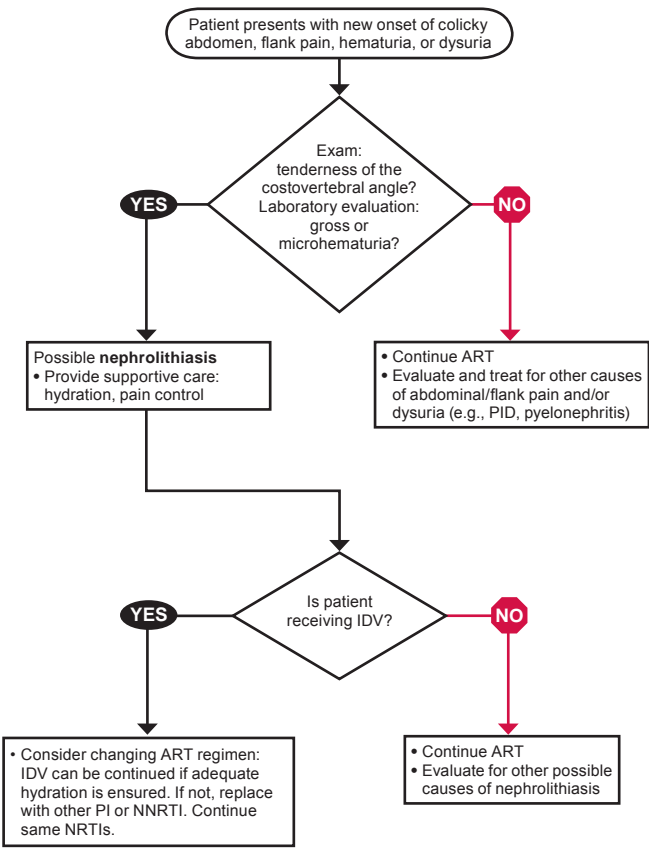 Patient presents with new onset of colicky
abdomen, flank pain, hematuria, or dysuria
Exam:
tenderness of the
costovertebral angle?
Laboratory evaluation:
gross or
microhematuria?
YES
NO
Possible nephrolithiasis
• Provide supportive care:
hydration, pain control
• Continue ART
• Evaluate and treat for other causes
of abdominal/flank pain and/or
dysuria (e.g., PID, pyelonephritis)
Is patient
receiving IDV?
YES
NO
• Consider changing ART regimen:
IDV can be continued if adequate
hydration is ensured. If not, replace
with other PI or NNRTI. Continue
same NRTIs.
• Continue ART
• Evaluate for other possible
causes of nephrolithiasis